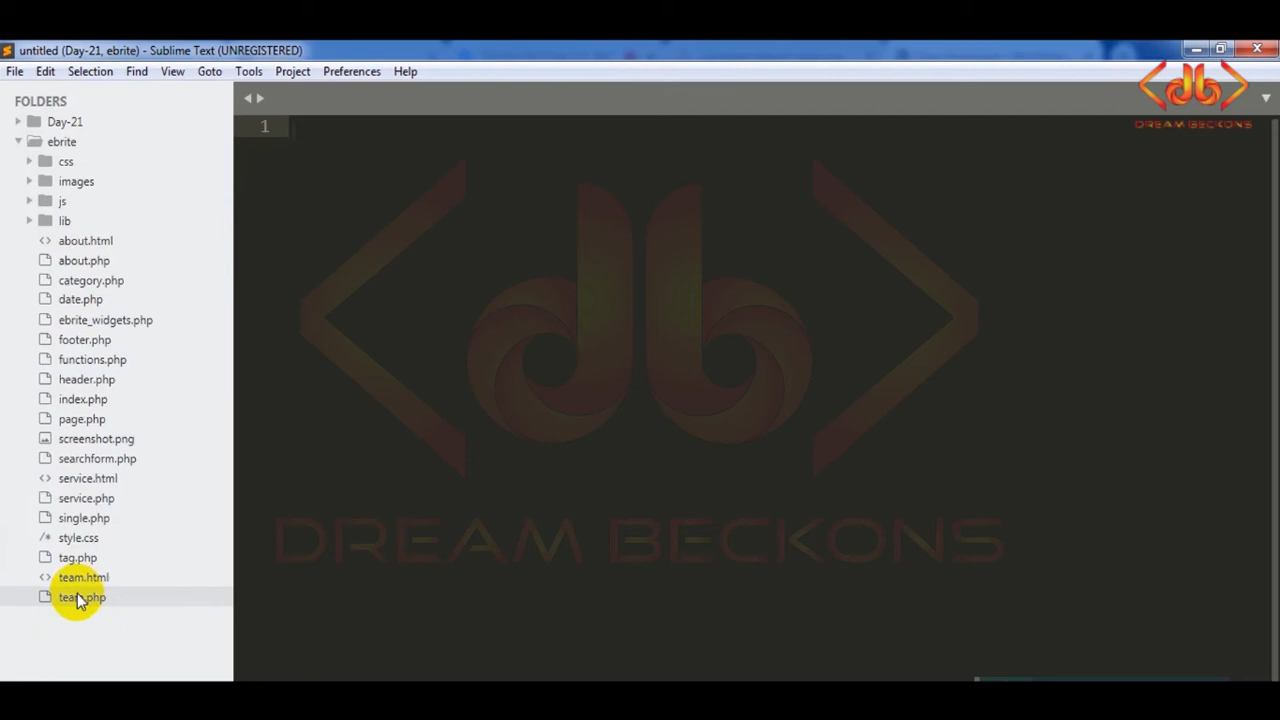 untitled (Day-21, ebrite) - Sublime Text (UNREGISTERED)
File Edit Selection Find View Goto Tools Project Preferences Help
DREAM BECKONS
FOLDERS
Day-21
1
ebrite
css
images
js
lib
about.html
about.php
category.php
date.php
ebrite_widgets.php
footer.php
functions.php
header.php
index.php
page.php
screenshot.png
searchform.php
service.html
service.php
single.php
DREAM BECKONS
/* style.css
tag.php
<> team.html
team.php